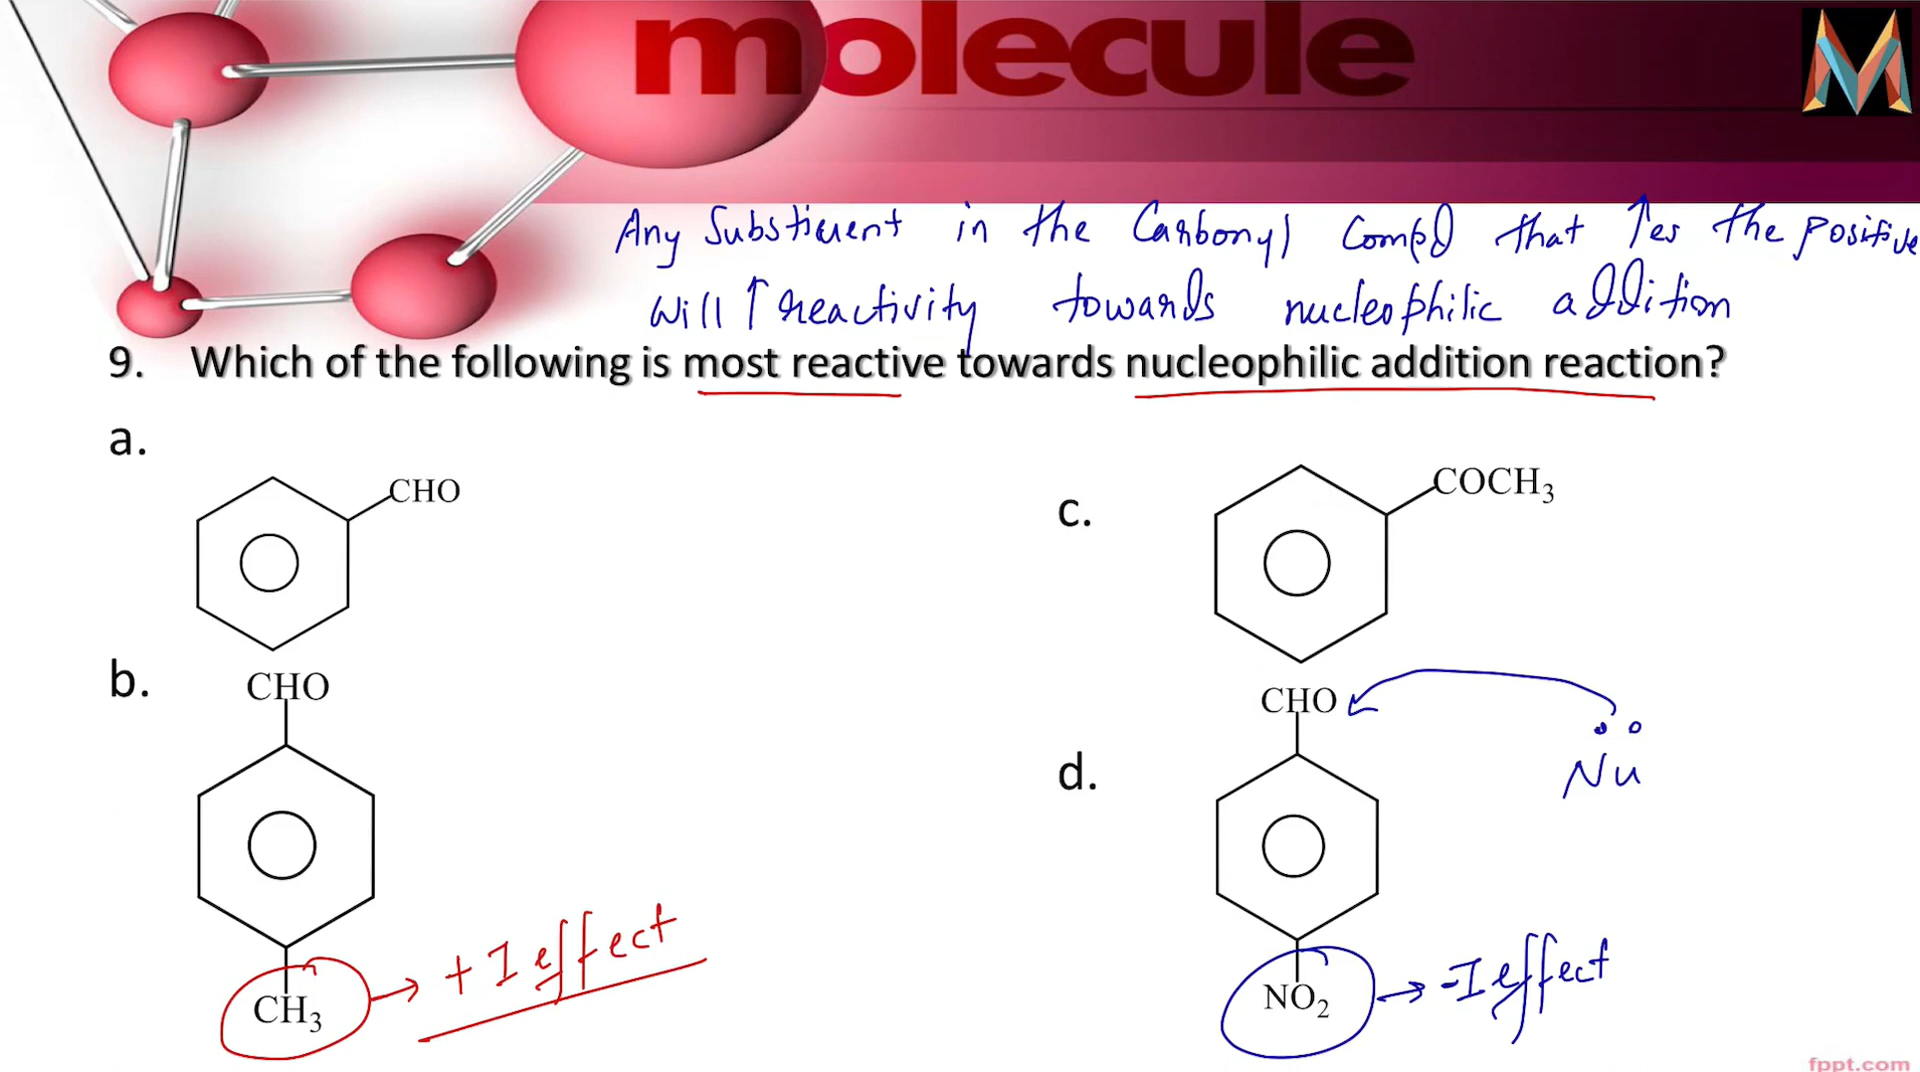 molecule
M
Any Substiuent in the Carbonyl Compd that ↑es the positive
Will ↑ reactivity towards nucleophilic addition
9. Which of the following is most reactive towards nucleophilic addition reaction?
a.
CHO
c.
COCH₃
b.
CHO
CH₃
+ I effect
d.
CHO
Nu
NO₂
-I effect
fppt.com